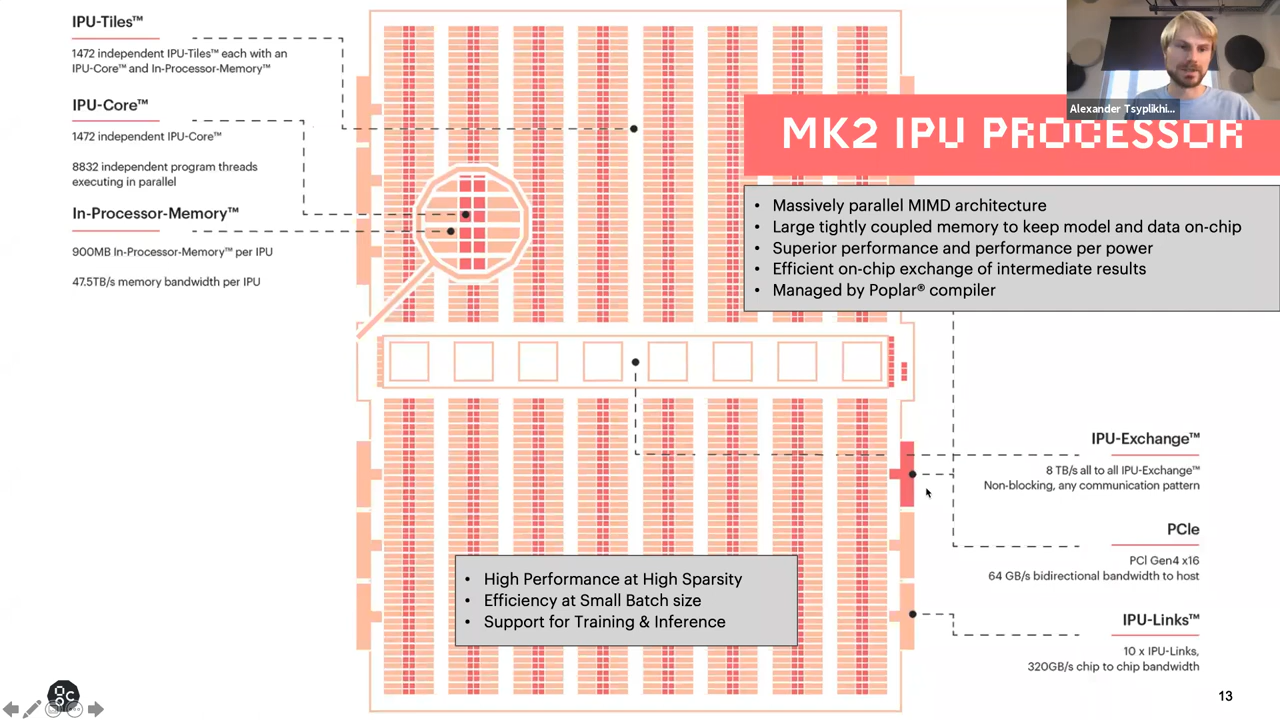 IPU-Tiles™
1472 independent IPU-Tiles™ each with an
IPU-Core™ and In-Processor-Memory™
IPU-Core™
1472 independent IPU-Core™
8832 independent program threads
executing in parallel
In-Processor-Memory™
900MB In-Processor-Memory™ per IPU
47.5TB/s memory bandwidth per IPU
Alexander Tsyplikhi...
MK2 IPU PROCESSOR
• Massively parallel MIMD architecture
• Large tightly coupled memory to keep model and data on-chip
• Superior performance and performance per power
• Efficient on-chip exchange of intermediate results
• Managed by Poplar® compiler
IPU-Exchange™
8 TB/s all to all IPU-Exchange™
Non-blocking, any communication pattern
PCIe
PCI Gen4 x16
64 GB/s bidirectional bandwidth to host
IPU-Links™
10 x IPU-Links,
320GB/s chip to chip bandwidth
• High Performance at High Sparsity
• Efficiency at Small Batch size
• Support for Training & Inference
13